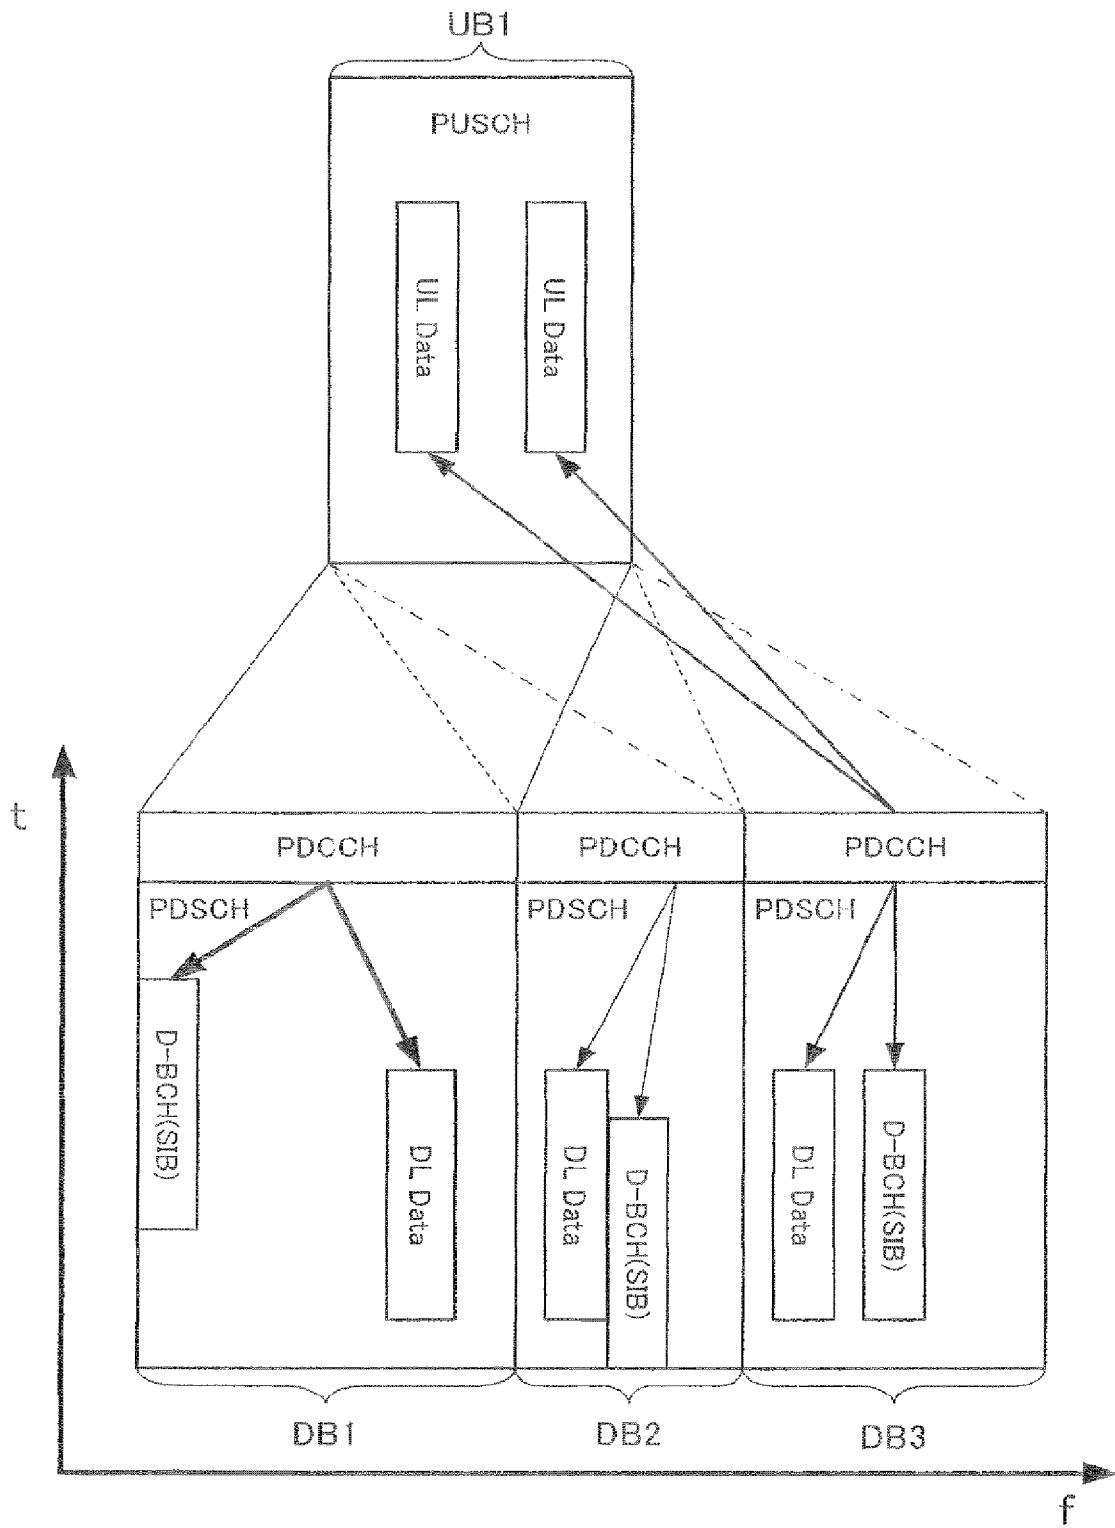 UB1
PUSCH
UL Data
UL Data
t
PDCCH
PDCCH
PDCCH
PDSCH
PDSCH
PDSCH
D-BCH(SIB)
DL Data
DL Data
D-BCH(SIB)
DL Data
D-BCH(SIB)
DB1
DB2
DB3
f